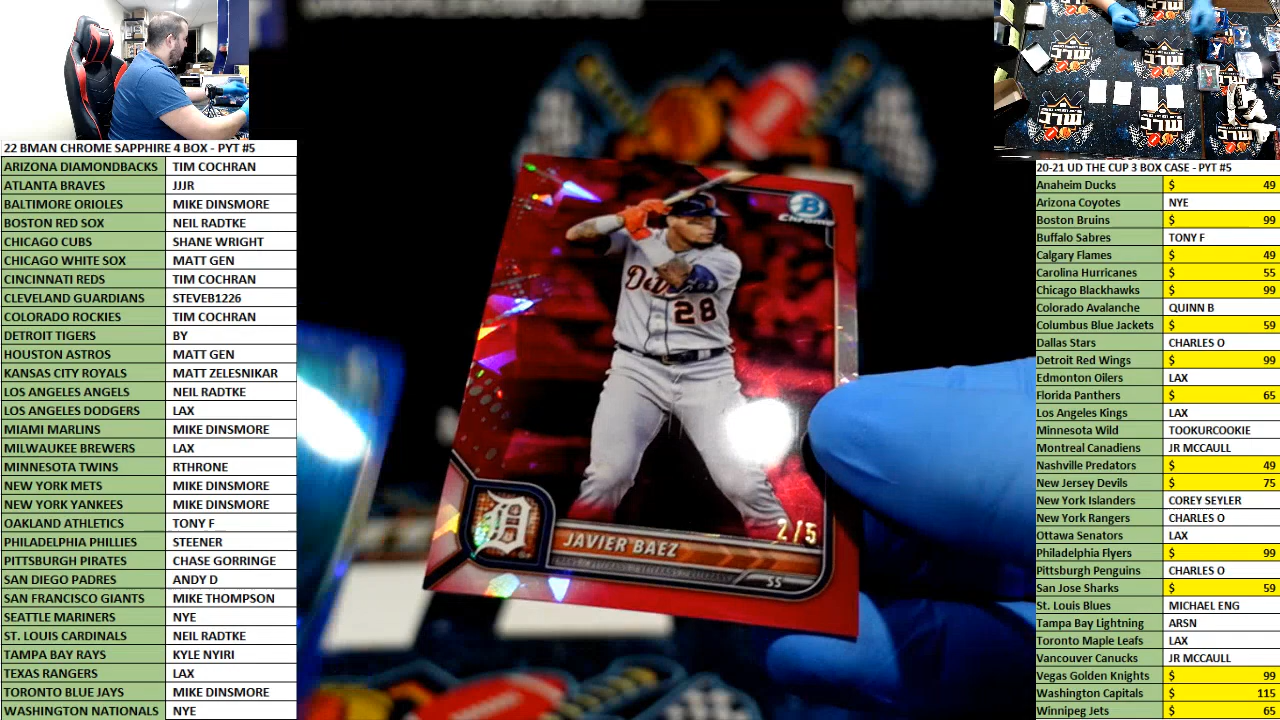 22 BMAN CHROME SAPPHIRE 4 BOX - PYT #5
ARIZONA DIAMONDBACKS TIM COCHRAN
ATLANTA BRAVES JJJR
BALTIMORE ORIOLES MIKE DINSMORE
BOSTON RED SOX NEIL RADTKE
CHICAGO CUBS SHANE WRIGHT
CHICAGO WHITE SOX MATT GEN
CINCINNATI REDS TIM COCHRAN
CLEVELAND GUARDIANS STEVEB1226
COLORADO ROCKIES TIM COCHRAN
DETROIT TIGERS BY
HOUSTON ASTROS MATT GEN
KANSAS CITY ROYALS MATT ZELESNIKAR
LOS ANGELES ANGELS NEIL RADTKE
LOS ANGELES DODGERS LAX
MIAMI MARLINS MIKE DINSMORE
MILWAUKEE BREWERS LAX
MINNESOTA TWINS RTHRONE
NEW YORK METS MIKE DINSMORE
NEW YORK YANKEES MIKE DINSMORE
OAKLAND ATHLETICS TONY F
PHILADELPHIA PHILLIES STEENER
PITTSBURGH PIRATES CHASE GORRINGE
SAN DIEGO PADRES ANDY D
SAN FRANCISCO GIANTS MIKE THOMPSON
SEATTLE MARINERS NYE
ST. LOUIS CARDINALS NEIL RADTKE
TAMPA BAY RAYS KYLE NYIRI
TEXAS RANGERS LAX
TORONTO BLUE JAYS MIKE DINSMORE
WASHINGTON NATIONALS NYE
B
Chrome
Detroit
28
2/5
JAVIER BAEZ
SS
20-21 UD THE CUP 3 BOX CASE - PYT #5
Anaheim Ducks $ 49
Arizona Coyotes NYE
Boston Bruins $ 99
Buffalo Sabres TONY F
Calgary Flames $ 49
Carolina Hurricanes $ 55
Chicago Blackhawks $ 99
Colorado Avalanche QUINN B
Columbus Blue Jackets $ 59
Dallas Stars CHARLES O
Detroit Red Wings $ 99
Edmonton Oilers LAX
Florida Panthers $ 65
Los Angeles Kings LAX
Minnesota Wild TOOKURCOOKIE
Montreal Canadiens JR MCCAULL
Nashville Predators $ 49
New Jersey Devils $ 75
New York Islanders COREY SEYLER
New York Rangers CHARLES O
Ottawa Senators LAX
Philadelphia Flyers $ 99
Pittsburgh Penguins CHARLES O
San Jose Sharks $ 59
St. Louis Blues MICHAEL ENG
Tampa Bay Lightning ARSN
Toronto Maple Leafs LAX
Vancouver Canucks JR MCCAULL
Vegas Golden Knights $ 99
Washington Capitals $ 115
Winnipeg Jets $ 65